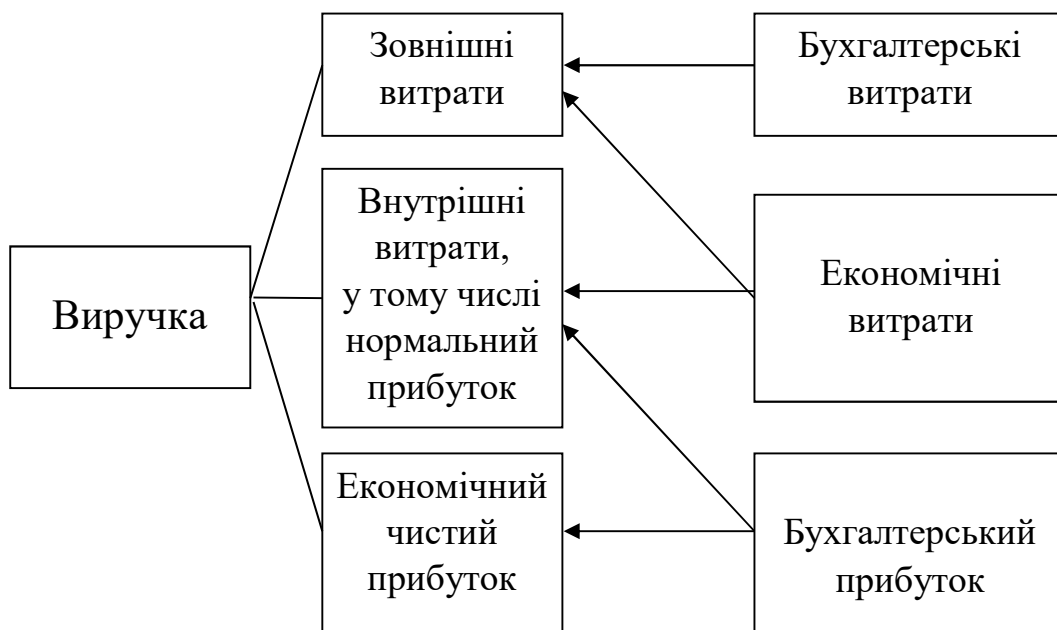 Виручка
Зовнішні
витрати
Внутрішні
витрати,
у тому числі
нормальний
прибуток
Економічний
чистий
прибуток
Бухгалтерські
витрати
Економічні
витрати
Бухгалтерський
прибуток